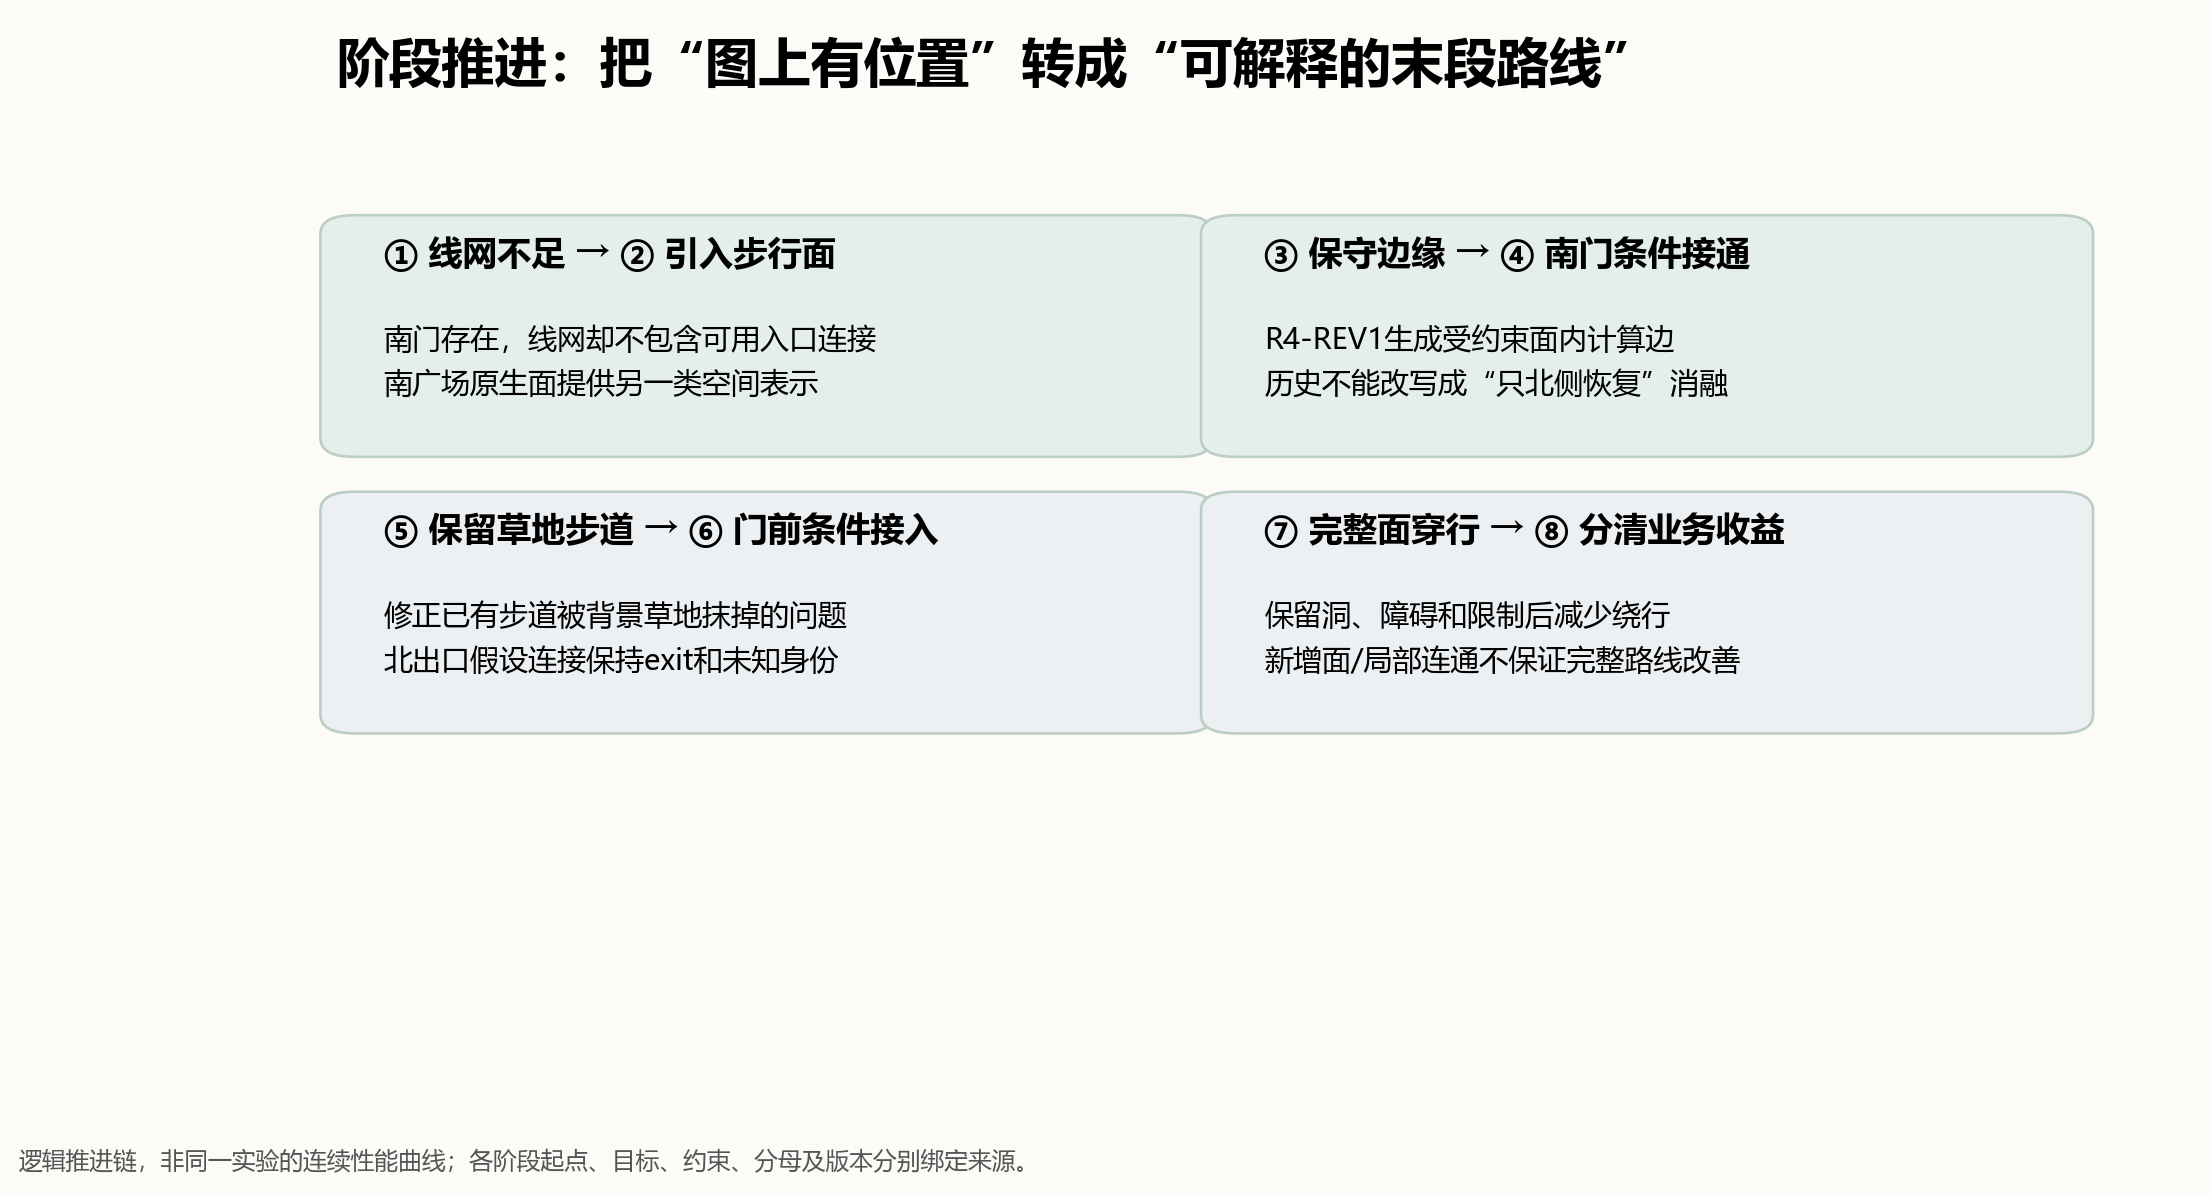 阶段推进：把“图上有位置”转成“可解释的末段路线”
① 线网不足 → ② 引入步行面
南门存在，线网却不包含可用入口连接
南广场原生面提供另一类空间表示
③ 保守边缘 → ④ 南门条件接通
R4-REV1生成受约束面内计算边
历史不能改写成“只北侧恢复”消融
⑤ 保留草地步道 → ⑥ 门前条件接入
修正已有步道被背景草地抹掉的问题
北出口假设连接保持exit和未知身份
⑦ 完整面穿行 → ⑧ 分清业务收益
保留洞、障碍和限制后减少绕行
新增面/局部连通不保证完整路线改善
逻辑推进链，非同一实验的连续性能曲线；各阶段起点、目标、约束、分母及版本分别绑定来源。